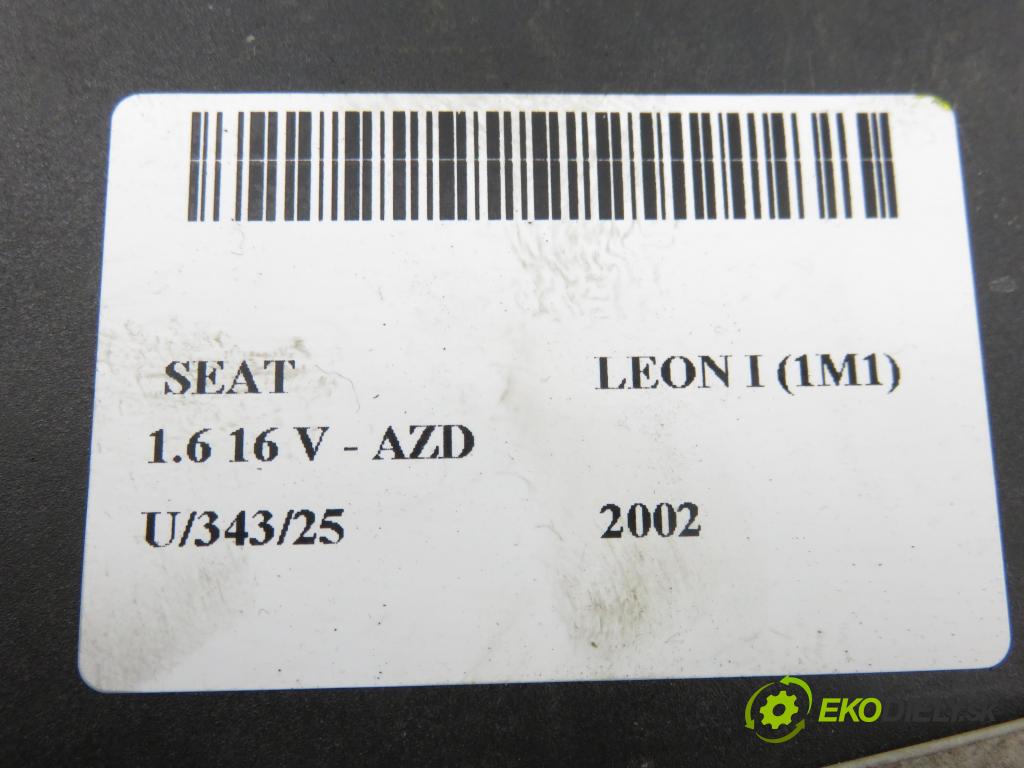 SEAT LEON I (1M1)
1.6 16 V - AZD
U/343/25 2002
EKODIELY.SK